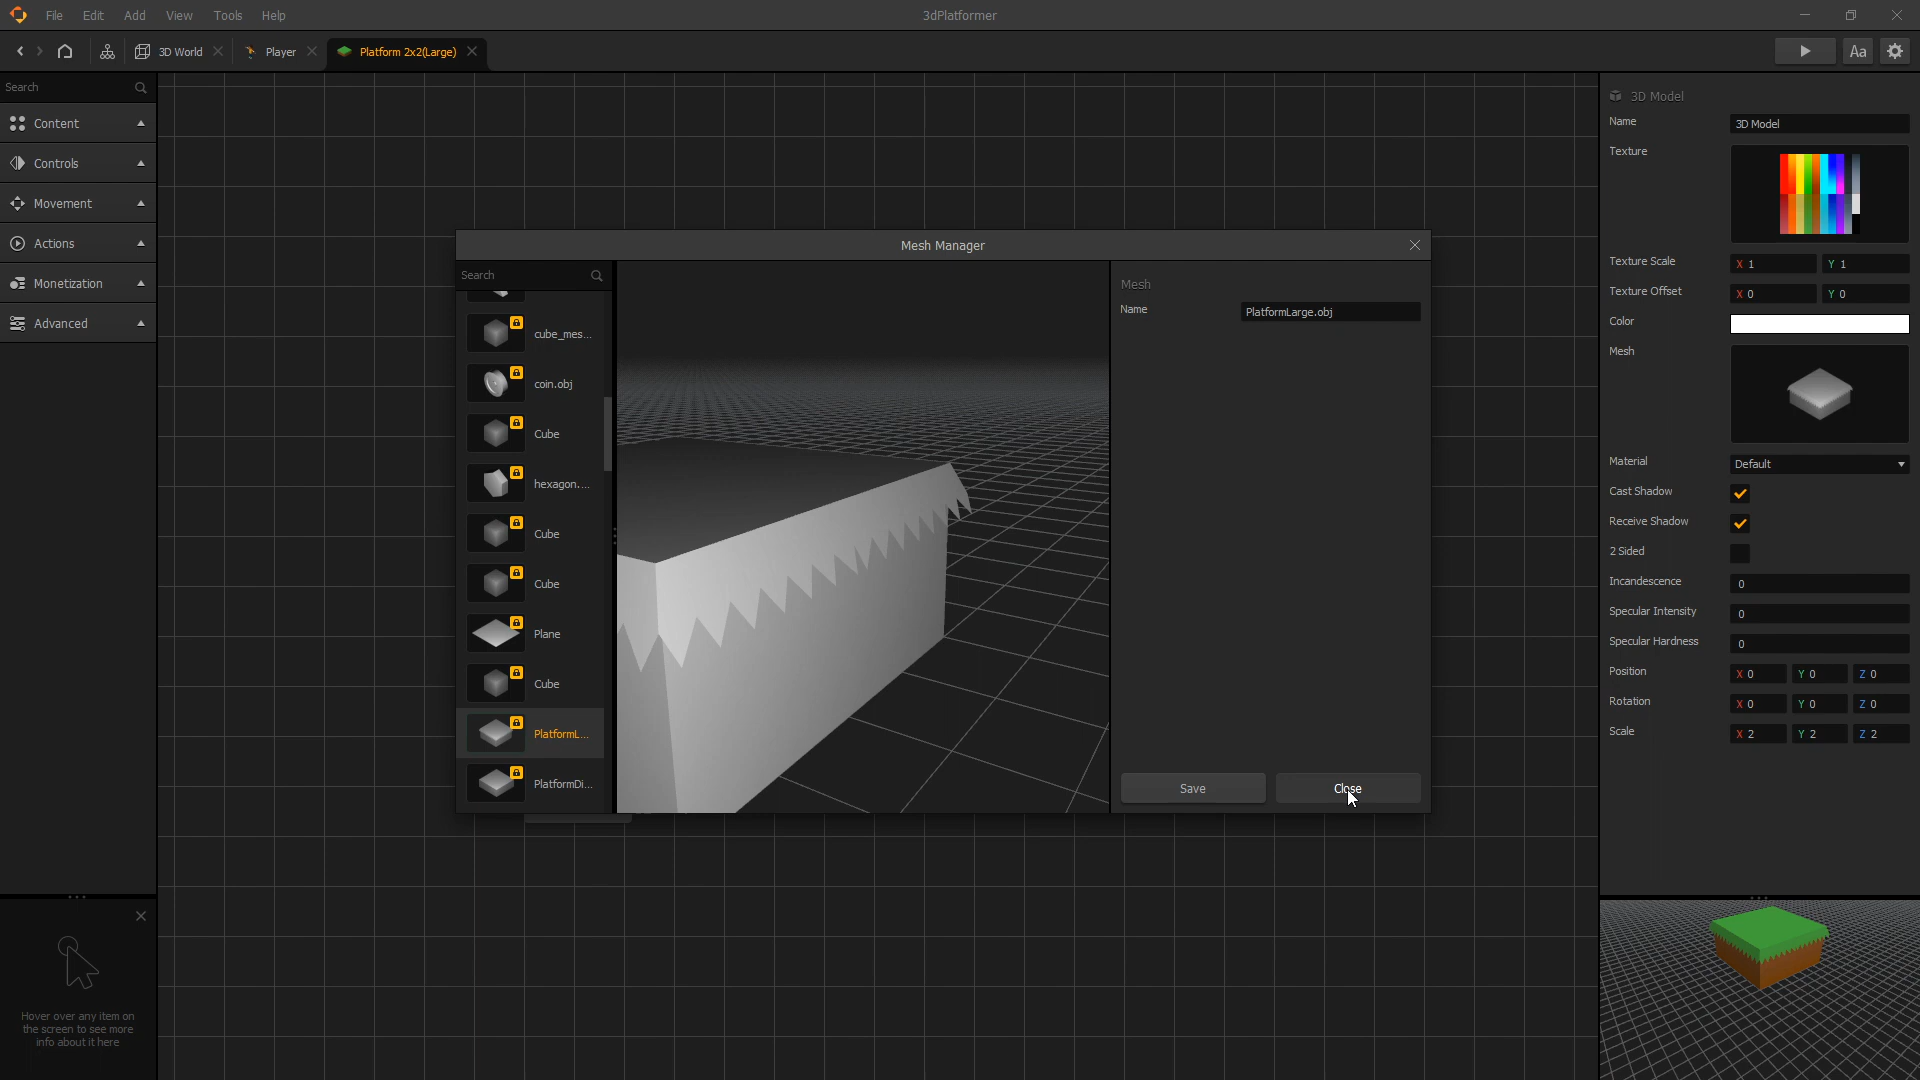 File Edit Add View Tools Help
3dPlatformer
3D World
Player
Platform 2x2(Large)
Aa
Search
Content
Controls
Movement
Actions
Monetization
Advanced
Hover over any item on
the screen to see more
info about it here
Mesh Manager
Search
cube_mes...
coin.obj
Cube
hexagon....
Cube
Cube
Plane
Cube
PlatformL...
PlatformDi...
Mesh
Name PlatformLarge.obj
Save Close
3D Model
Name 3D Model
Texture
Texture Scale X 1 Y 1
Texture Offset X 0 Y 0
Color
Mesh
Material Default
Cast Shadow
Receive Shadow
2 Sided
Incandescence 0
Specular Intensity 0
Specular Hardness 0
Position X 0 Y 0 Z 0
Rotation X 0 Y 0 Z 0
Scale X 2 Y 2 Z 2